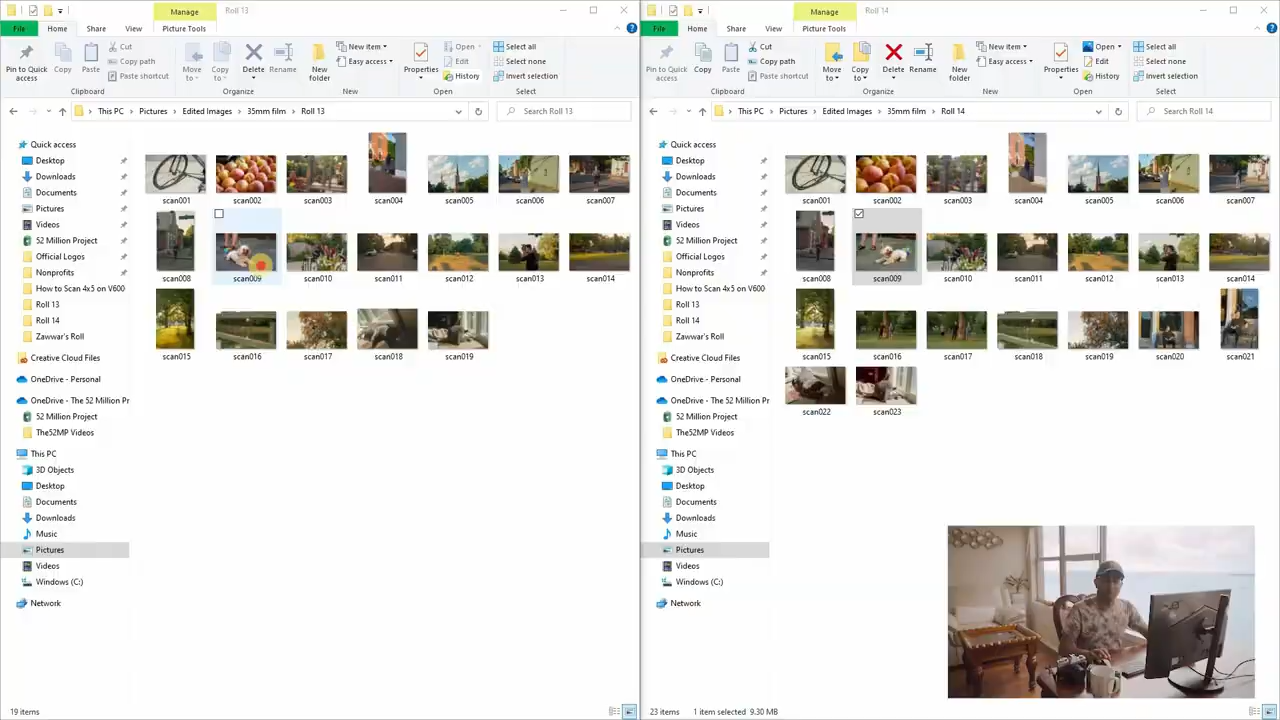 Manage
Roll 13
File
Home
Share
View
Picture Tools
Pin to Quick access
Copy
Paste
Cut
Copy path
Paste shortcut
Clipboard
Move to
Copy to
Delete
Rename
Organize
New folder
New item
Easy access
New
Properties
Open
Edit
History
Open
Select all
Select none
Invert selection
Select
This PC > Pictures > Edited Images > 35mm film > Roll 13
Search Roll 13
Quick access
Desktop
Downloads
Documents
Pictures
Videos
52 Million Project
Official Logos
Nonprofits
How to Scan 4x5 on V600
Roll 13
Roll 14
Zawwar's Roll
Creative Cloud Files
OneDrive - Personal
OneDrive - The 52 Million Pr
52 Million Project
The52MP Videos
This PC
3D Objects
Desktop
Documents
Downloads
Music
Pictures
Videos
Windows (C:)
Network
scan001 scan002 scan003 scan004 scan005 scan006 scan007
scan008 scan009 scan010 scan011 scan012 scan013 scan014
scan015 scan016 scan017 scan018 scan019
19 items
Manage
Roll 14
File
Home
Share
View
Picture Tools
Pin to Quick access
Copy
Paste
Cut
Copy path
Paste shortcut
Clipboard
Move to
Copy to
Delete
Rename
Organize
New folder
New item
Easy access
New
Properties
Open
Edit
History
Open
Select all
Select none
Invert selection
Select
This PC > Pictures > Edited Images > 35mm film > Roll 14
Search Roll 14
Quick access
Desktop
Downloads
Documents
Pictures
Videos
52 Million Project
Official Logos
Nonprofits
How to Scan 4x5 on V600
Roll 13
Roll 14
Zawwar's Roll
Creative Cloud Files
OneDrive - Personal
OneDrive - The 52 Million Pr
52 Million Project
The52MP Videos
This PC
3D Objects
Desktop
Documents
Downloads
Music
Pictures
Videos
Windows (C:)
Network
scan001 scan002 scan003 scan004 scan005 scan006 scan007
scan008 scan009 scan010 scan011 scan012 scan013 scan014
scan015 scan016 scan017 scan018 scan019 scan020 scan021
scan022 scan023
23 items 1 item selected 9.30 MB